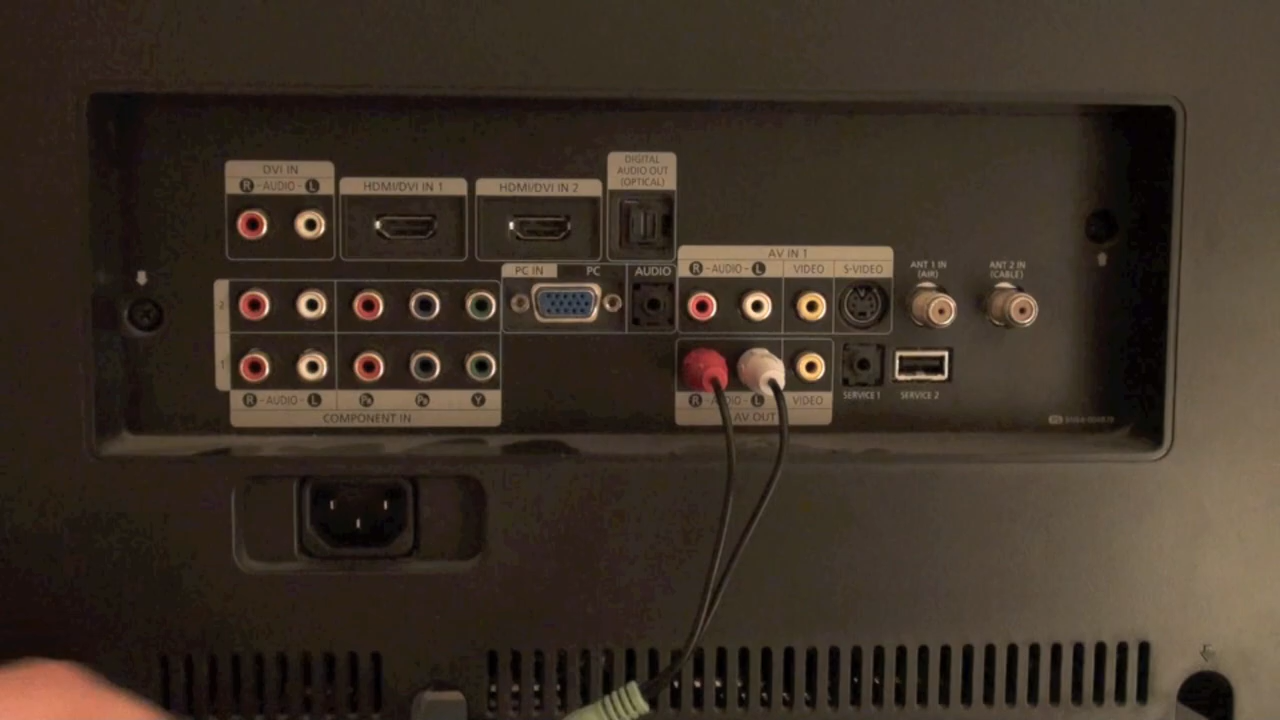 DVI IN
R - AUDIO - L
HDMI/DVI IN 1
HDMI/DVI IN 2
DIGITAL
AUDIO OUT
(OPTICAL)
PC IN
PC
AUDIO
AV IN 1
R - AUDIO - L
VIDEO
S-VIDEO
ANT 1 IN
(AIR)
ANT 2 IN
(CABLE)
2
1
R - AUDIO - L
Y
COMPONENT IN
R - AUDIO - L
VIDEO
AV OUT
SERVICE 1
SERVICE 2